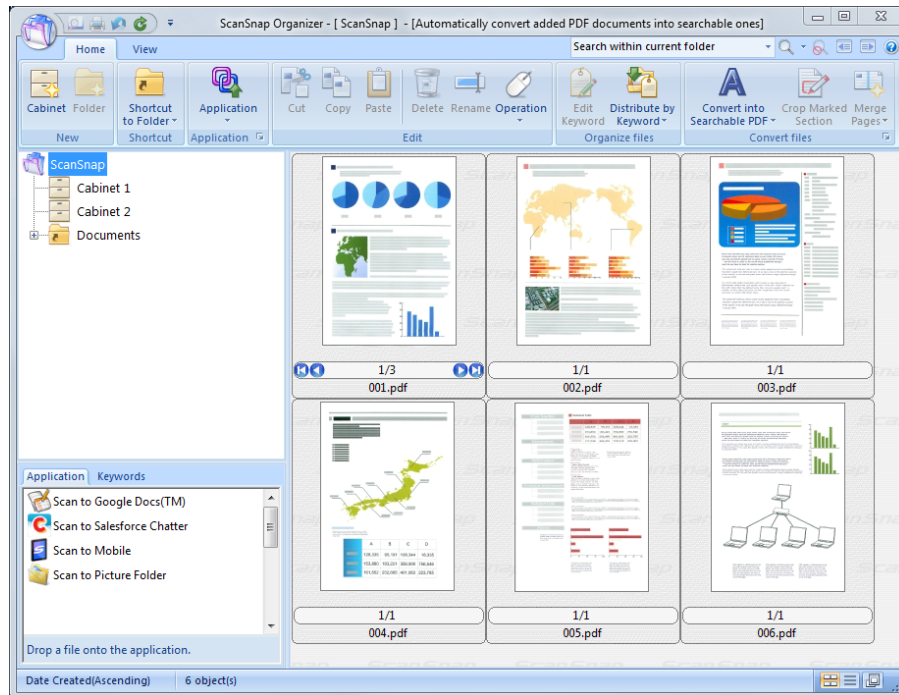 ScanSnap Organizer - [ ScanSnap ] - [Automatically convert added PDF documents into searchable ones]
Home View Search within current folder
Cabinet Folder Shortcut to Folder Application Cut Copy Paste Delete Rename Operation Edit Keyword Distribute by Keyword Convert into Searchable PDF Crop Marked Section Merge Pages
New Shortcut Application Edit Organize files Convert files
ScanSnap
Cabinet 1
Cabinet 2
Documents
1/3 1/1 1/1
001.pdf 002.pdf 003.pdf
A B C D
1/1 1/1 1/1
004.pdf 005.pdf 006.pdf
Application Keywords
Scan to Google Docs(TM)
Scan to Salesforce Chatter
Scan to Mobile
Scan to Picture Folder
Drop a file onto the application.
Date Created(Ascending) 6 object(s)